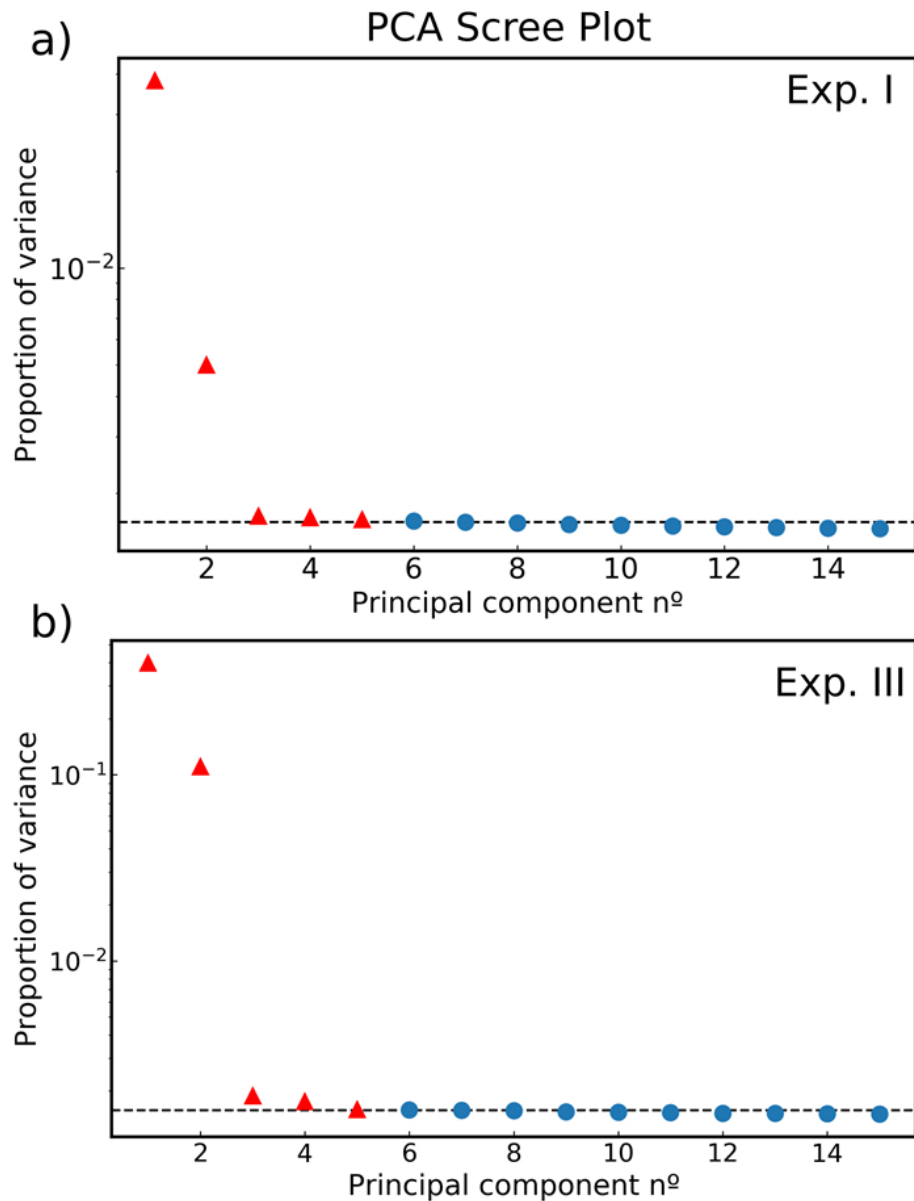 a)
PCA Scree Plot
Exp. I
Proportion of variance
10⁻²
2 4 6 8 10 12 14
Principal component nº
b)
Exp. III
Proportion of variance
10⁻¹
10⁻²
2 4 6 8 10 12 14
Principal component nº